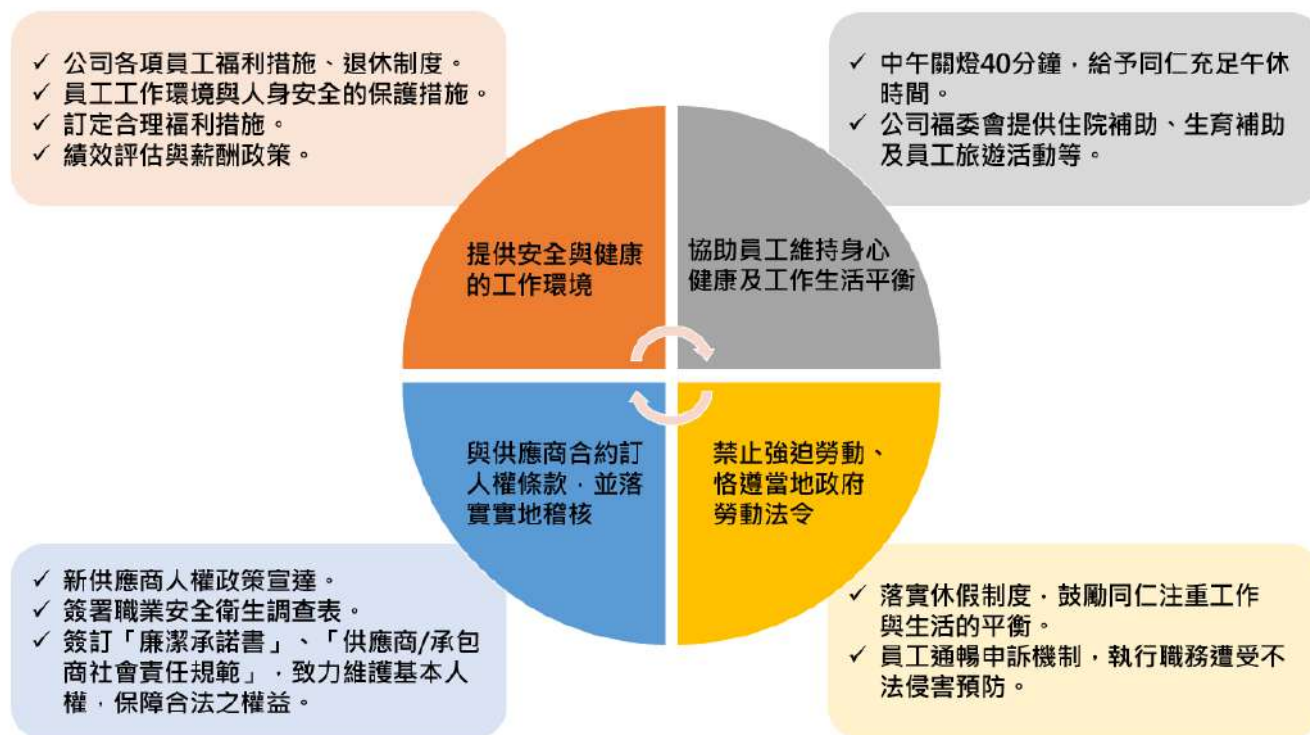 ✓ 公司各項員工福利措施、退休制度。
✓ 員工工作環境與人身安全的保護措施。
✓ 訂定合理福利措施。
✓ 績效評估與薪酬政策。
✓ 中午關燈40分鐘，給予同仁充足午休
時間。
✓ 公司福委會提供住院補助、生育補助
及員工旅遊活動等。
提供安全與健康
的工作環境
協助員工維持身心
健康及工作生活平衡
與供應商合約訂
人權條款，並落
實實地稽核
禁止強迫勞動、
恪遵當地政府
勞動法令
✓ 新供應商人權政策宣達。
✓ 簽署職業安全衛生調查表。
✓ 簽訂「廉潔承諾書」、「供應商/承包
商社會責任規範」，致力維護基本人
權，保障合法之權益。
✓ 落實休假制度，鼓勵同仁注重工作
與生活的平衡。
✓ 員工通暢申訴機制，執行職務遭受不
法侵害預防。